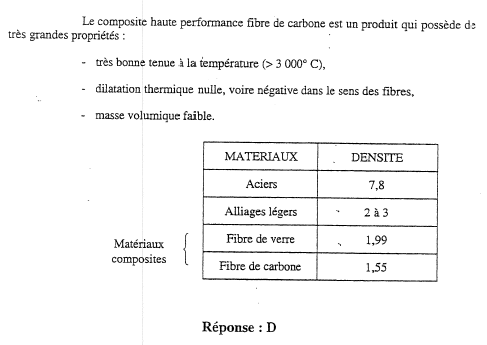 Le composite haute performance fibre de carbone est un produit qui possède de
très grandes propriétés :
- très bonne tenue à la température (> 3 000° C),
- dilatation thermique nulle, voire négative dans le sens des fibres,
- masse volumique faible.
MATERIAUX DENSITE
Aciers 7,8
Alliages légers 2 à 3
Matériaux composites
Fibre de verre 1,99
Fibre de carbone 1,55
Réponse : D